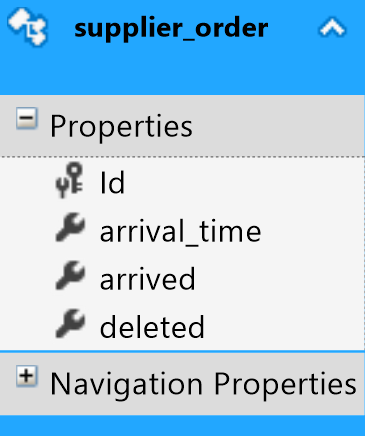 supplier_order
Properties
Id
arrival_time
arrived
deleted
Navigation Properties